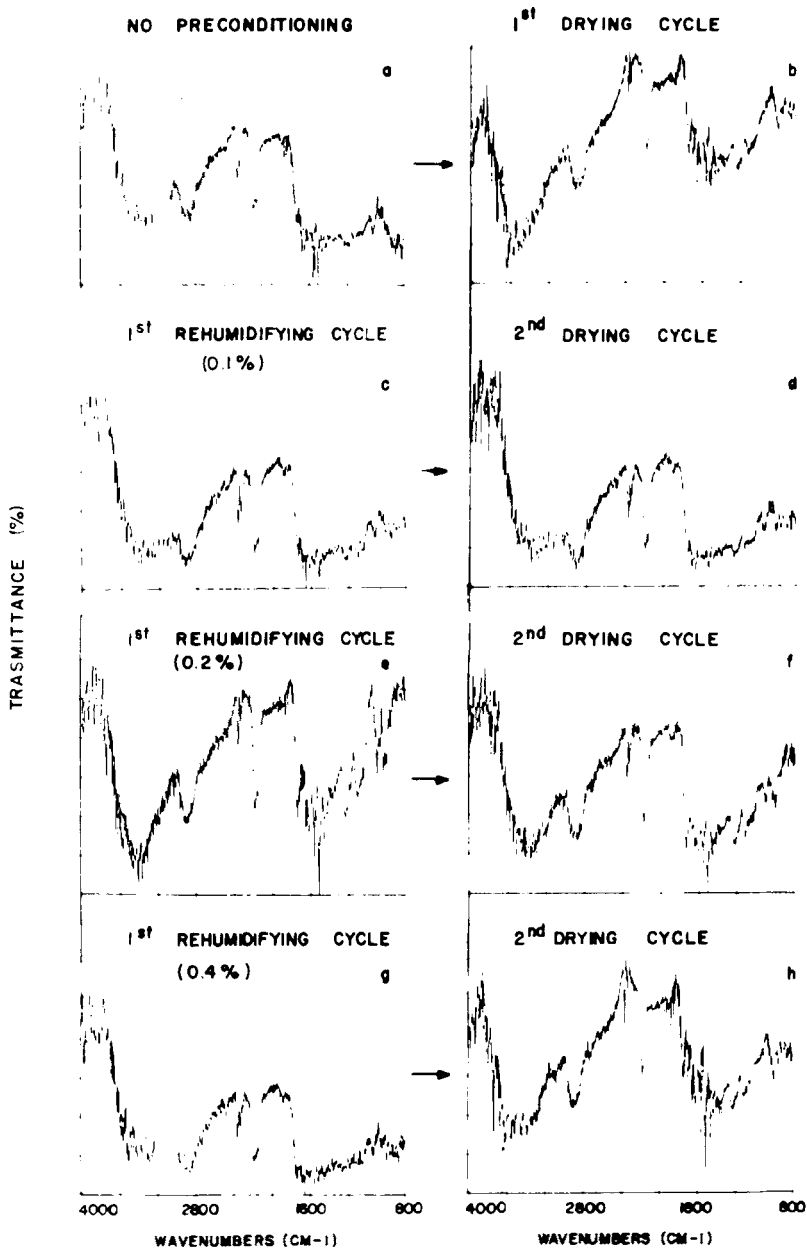 NO PRECONDITIONING
1st DRYING CYCLE
a
b
1st REHUMIDIFYING CYCLE
(0.1%)
2nd DRYING CYCLE
c
d
TRASMITTANCE (%)
1st REHUMIDIFYING CYCLE
(0.2%)
2nd DRYING CYCLE
e
f
1st REHUMIDIFYING CYCLE
(0.4%)
2nd DRYING CYCLE
g
h
4000 2800 1800 800
4000 2800 1800 800
WAVENUMBERS (CM-1)
WAVENUMBERS (CM-1)